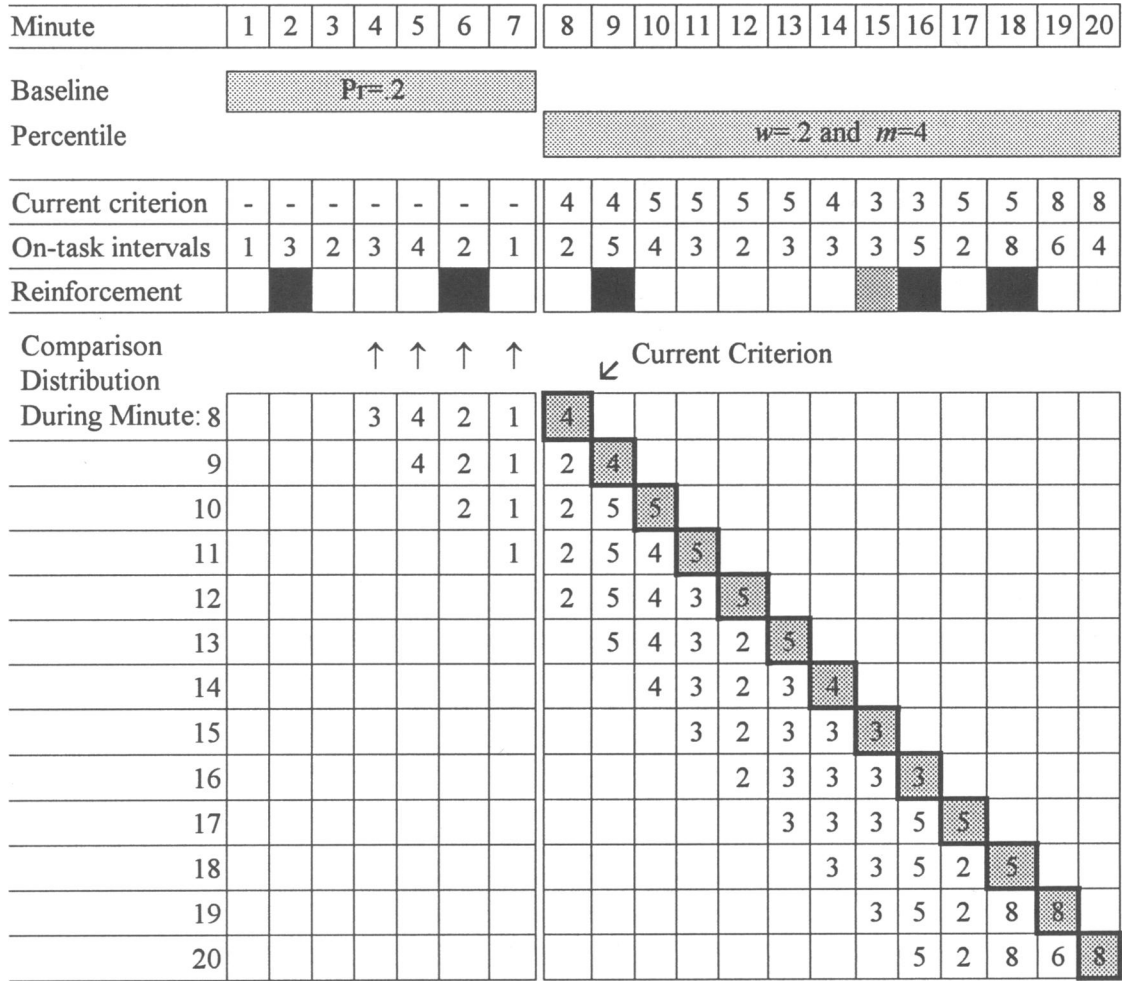 Minute 1 2 3 4 5 6 7 8 9 10 11 12 13 14 15 16 17 18 19 20
Baseline Pr=.2
Percentile w=.2 and m=4
Current criterion - - - - - - - 4 4 5 5 5 5 4 3 3 5 5 8 8
On-task intervals 1 3 2 3 4 2 1 2 5 4 3 2 3 3 3 5 2 8 6 4
Reinforcement
Comparison ↑ ↑ ↑ ↑ ↙ Current Criterion
Distribution
During Minute: 8 3 4 2 1 4
9 4 2 1 2 4
10 2 1 2 5 5
11 1 2 5 4 5
12 2 5 4 3 5
13 5 4 3 2 5
14 4 3 2 3 4
15 3 2 3 3 3
16 2 3 3 3 3
17 3 3 3 5 5
18 3 3 5 2 5
19 3 5 2 8 8
20 5 2 8 6 8